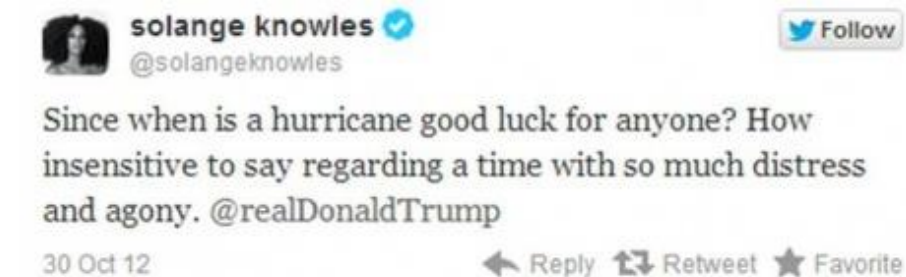 solange knowles
Follow
@solangeknowles
Since when is a hurricane good luck for anyone? How
insensitive to say regarding a time with so much distress
and agony. @realDonaldTrump
30 Oct 12 Reply Retweet Favorite